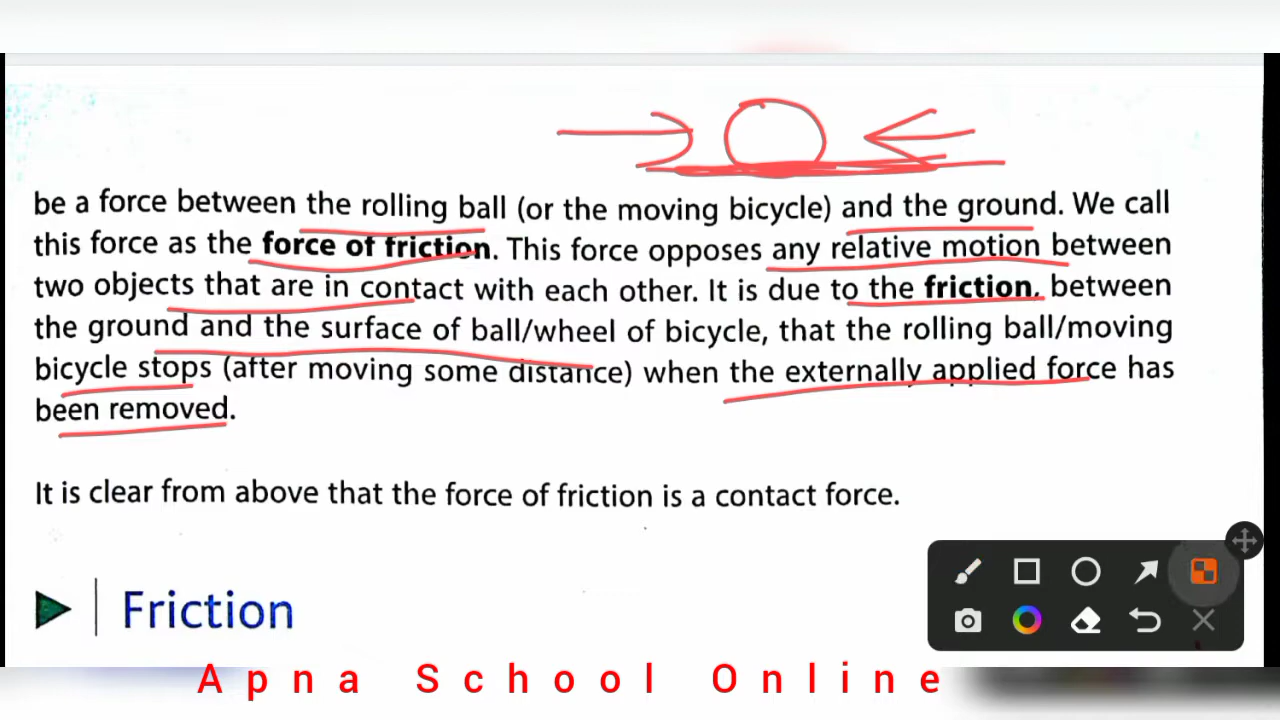 be a force between the rolling ball (or the moving bicycle) and the ground. We call
this force as the force of friction. This force opposes any relative motion between
two objects that are in contact with each other. It is due to the friction, between
the ground and the surface of ball/wheel of bicycle, that the rolling ball/moving
bicycle stops (after moving some distance) when the externally applied force has
been removed.
It is clear from above that the force of friction is a contact force.
Friction
Apna School Online